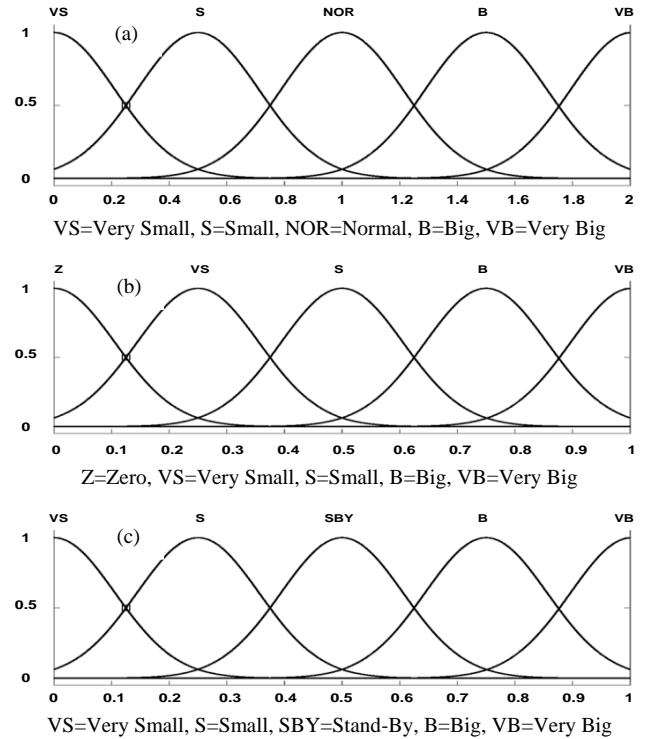 VS S NOR B VB
(a)
1
0.5
0
0 0.2 0.4 0.6 0.8 1 1.2 1.4 1.6 1.8 2
VS=Very Small, S=Small, NOR=Normal, B=Big, VB=Very Big
Z VS S B VB
(b)
1
0.5
0
0 0.1 0.2 0.3 0.4 0.5 0.6 0.7 0.8 0.9 1
Z=Zero, VS=Very Small, S=Small, B=Big, VB=Very Big
VS S SBY B VB
(c)
1
0.5
0
0 0.1 0.2 0.3 0.4 0.5 0.6 0.7 0.8 0.9 1
VS=Very Small, S=Small, SBY=Stand-By, B=Big, VB=Very Big